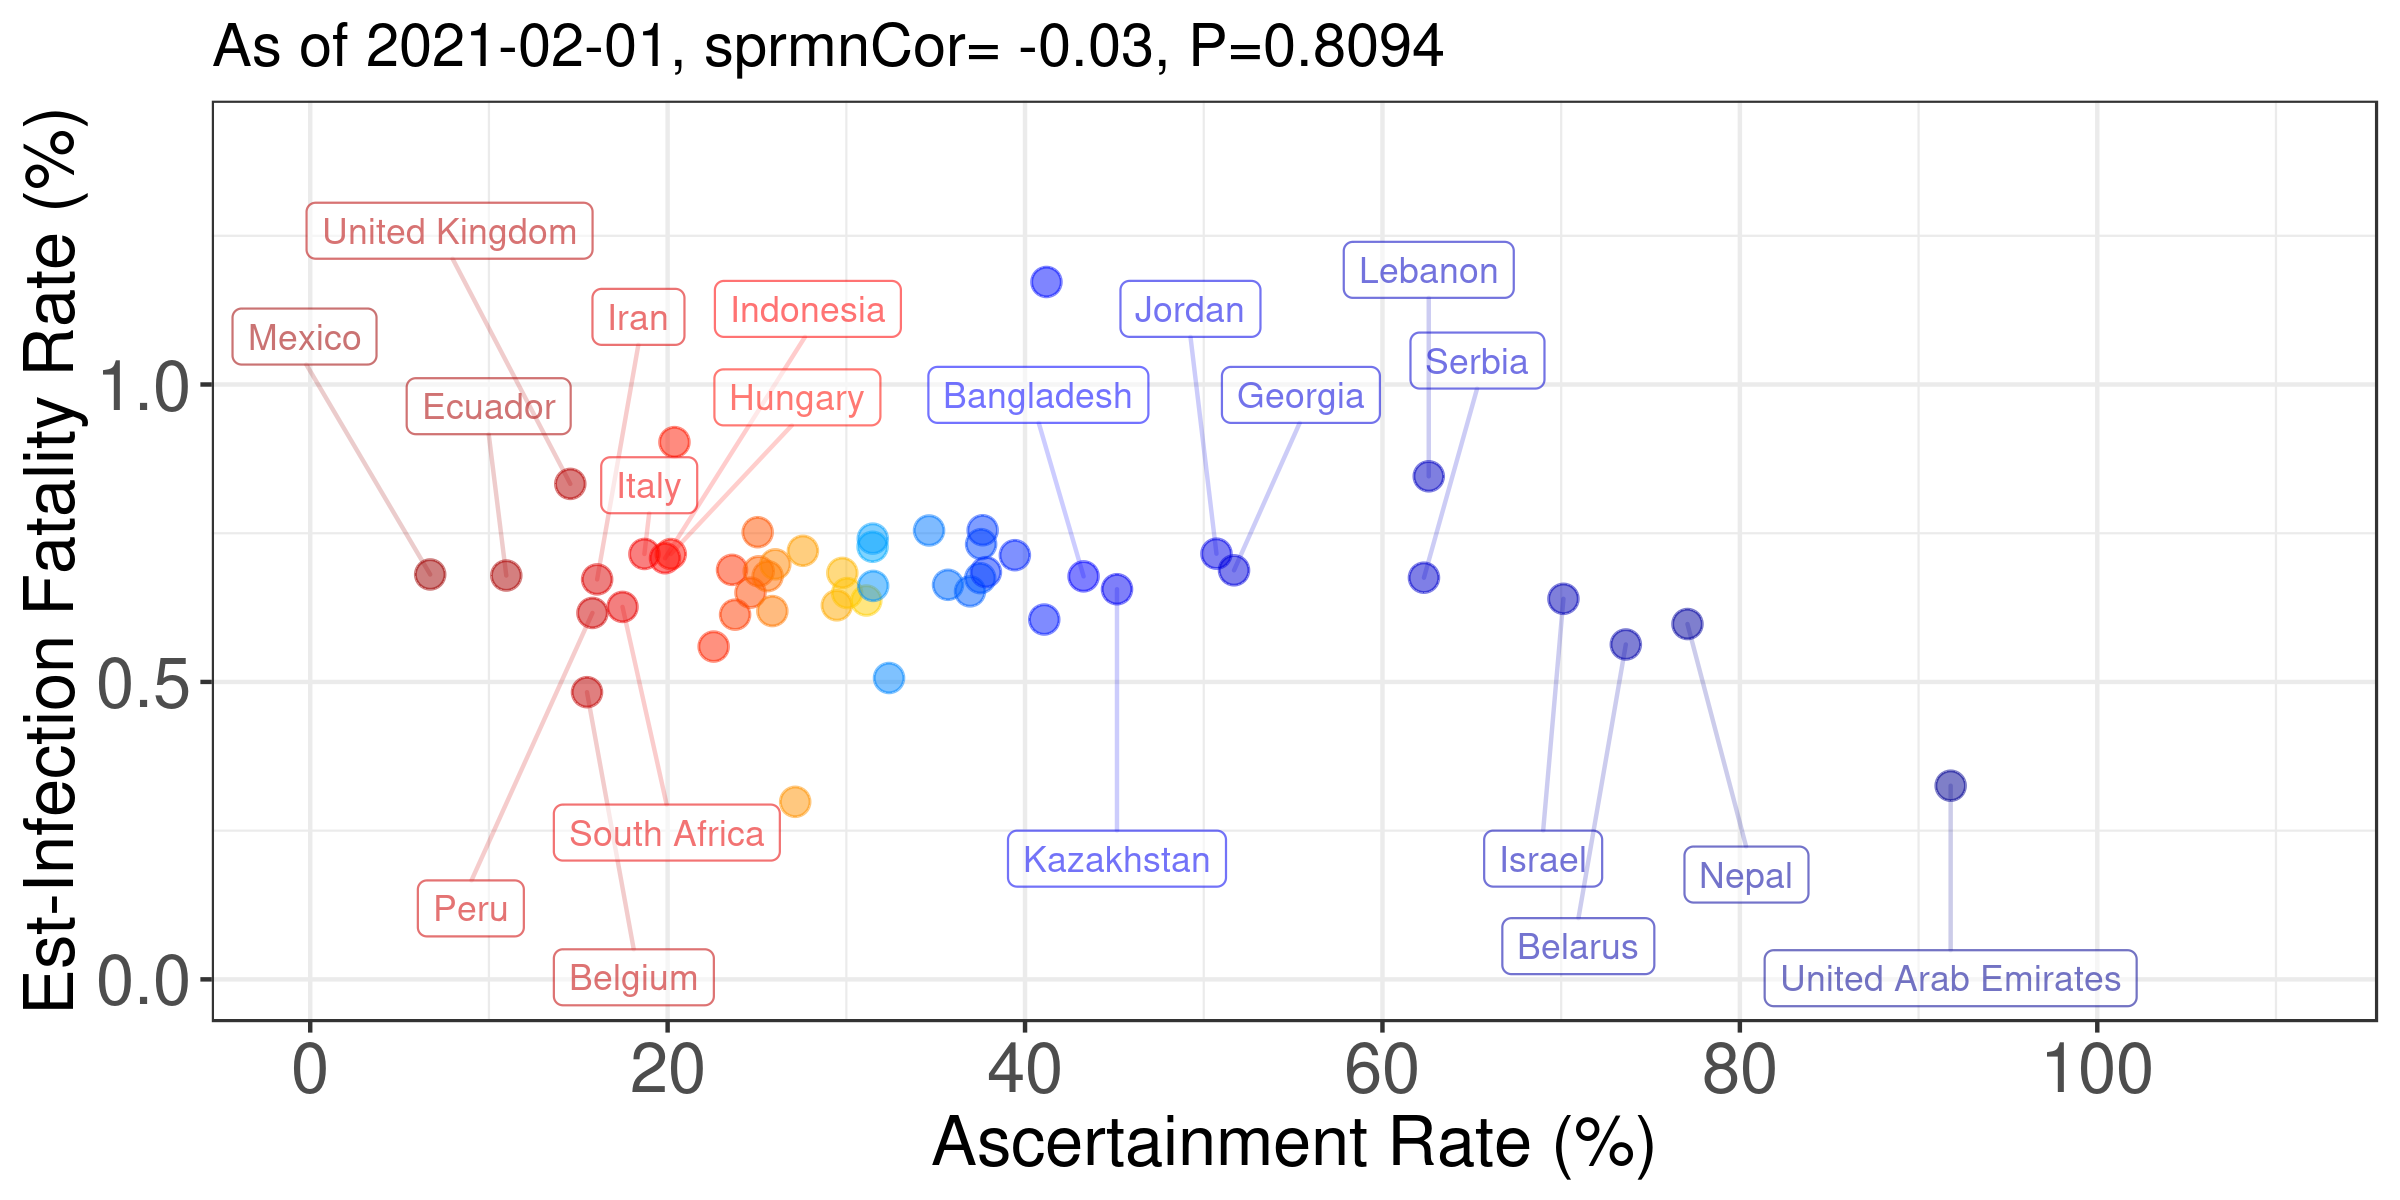 As of 2021-02-01, sprmnCor= -0.03, P=0.8094
Est-Infection Fatality Rate (%)
1.0
0.5
0.0
United Kingdom
Mexico
Iran
Indonesia
Ecuador
Hungary
Italy
Lebanon
Jordan
Serbia
Bangladesh
Georgia
South Africa
Peru
Belgium
Kazakhstan
Israel
Nepal
Belarus
United Arab Emirates
0
20
40
60
80
100
Ascertainment Rate (%)